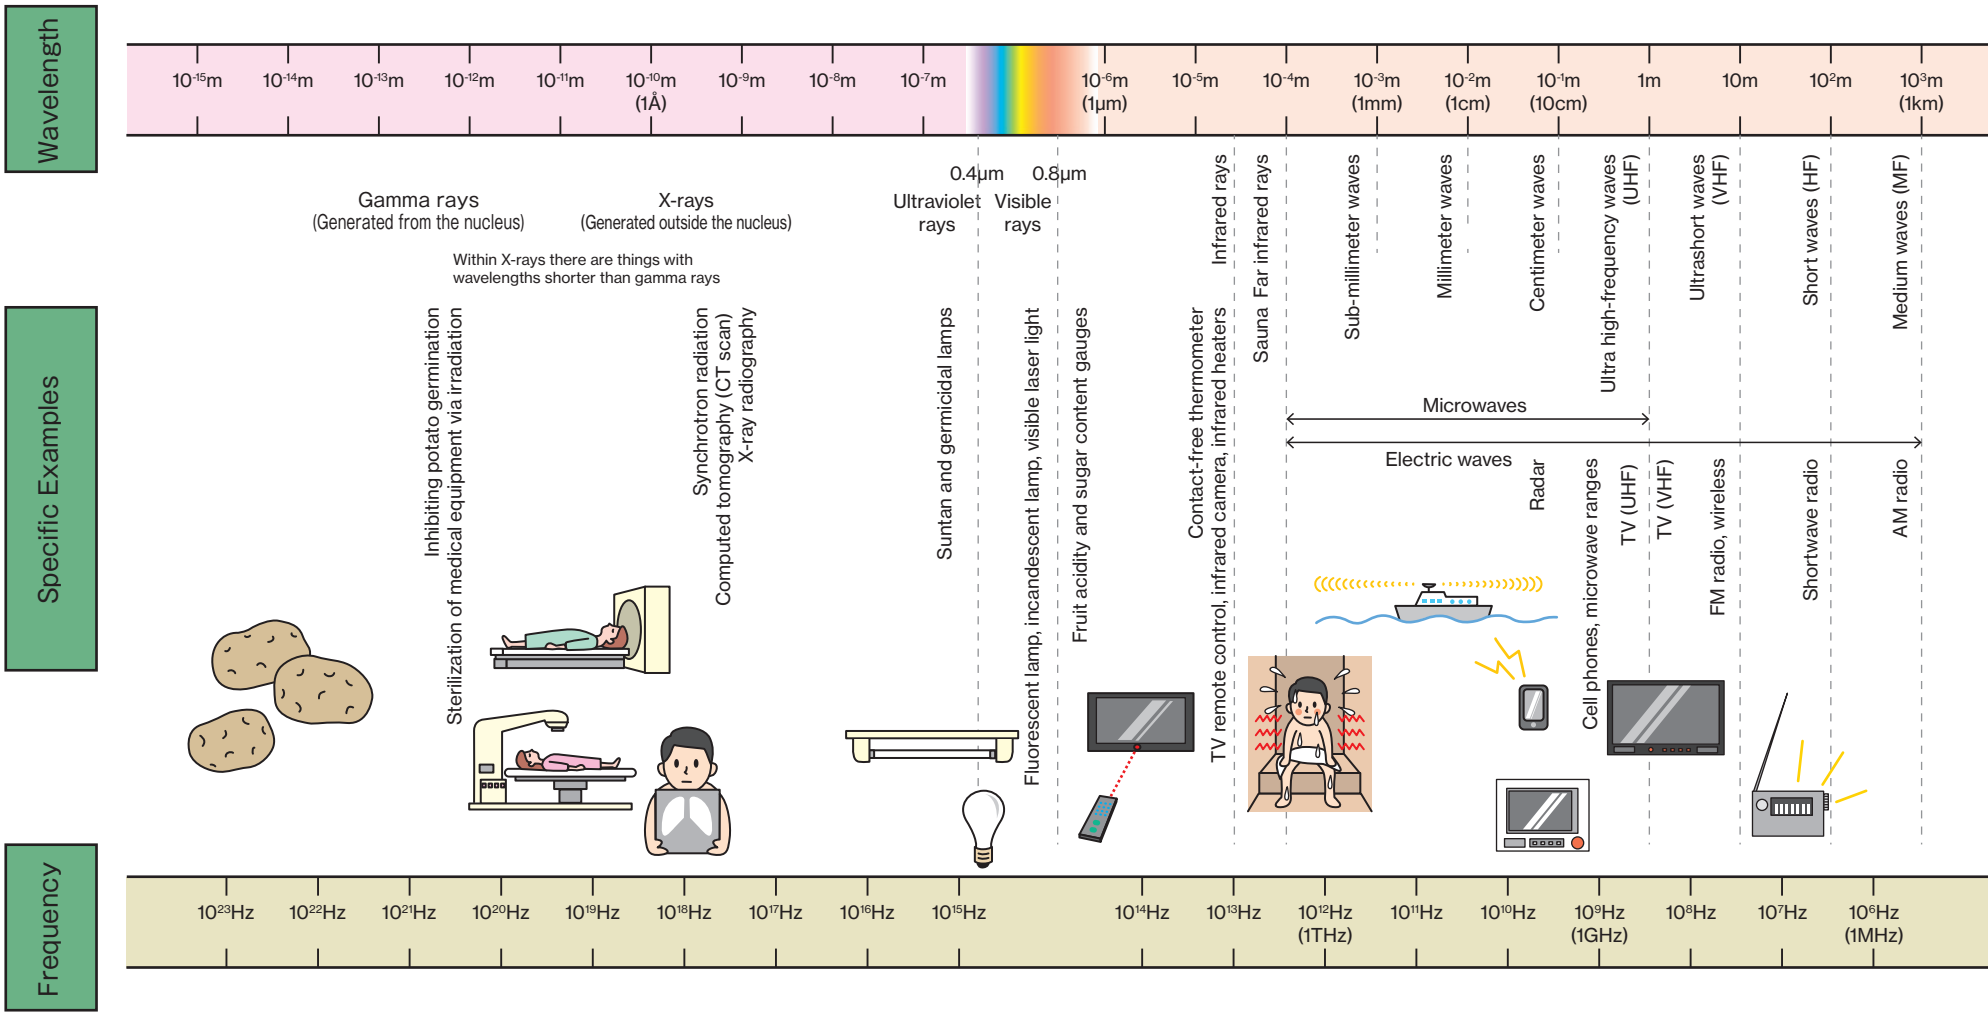 Wavelength
10-15m
10-14m
10-13m
10-12m
10-11m
10-10m
(1Å)
10-9m
10-8m
10-7m
10-6m
(1μm)
10-5m
10-4m
10-3m
(1mm)
10-2m
(1cm)
10-1m
(10cm)
1m
10m
102m
103m
(1km)
0.4μm
0.8μm
Gamma rays
(Generated from the nucleus)
X-rays
(Generated outside the nucleus)
Within X-rays there are things with
wavelengths shorter than gamma rays
Ultraviolet
rays
Visible
rays
Infrared rays
Far infrared rays
Sub-millimeter waves
Millimeter waves
Centimeter waves
Ultra high-frequency waves
(UHF)
Ultrashort waves
(VHF)
Short waves (HF)
Medium waves (MF)
Specific Examples
Inhibiting potato germination
Sterilization of medical equipment via irradiation
Synchrotron radiation
Computed tomography (CT scan)
X-ray radiography
Suntan and germicidal lamps
Fluorescent lamp, incandescent lamp, visible laser light
Fruit acidity and sugar content gauges
Contact-free thermometer
TV remote control, infrared camera, infrared heaters
Sauna
Microwaves
Electric waves
Radar
Cell phones, microwave ranges
TV (UHF)
TV (VHF)
FM radio, wireless
Shortwave radio
AM radio
Frequency
1023Hz
1022Hz
1021Hz
1020Hz
1019Hz
1018Hz
1017Hz
1016Hz
1015Hz
1014Hz
1013Hz
1012Hz
(1THz)
1011Hz
1010Hz
109Hz
(1GHz)
108Hz
107Hz
106Hz
(1MHz)